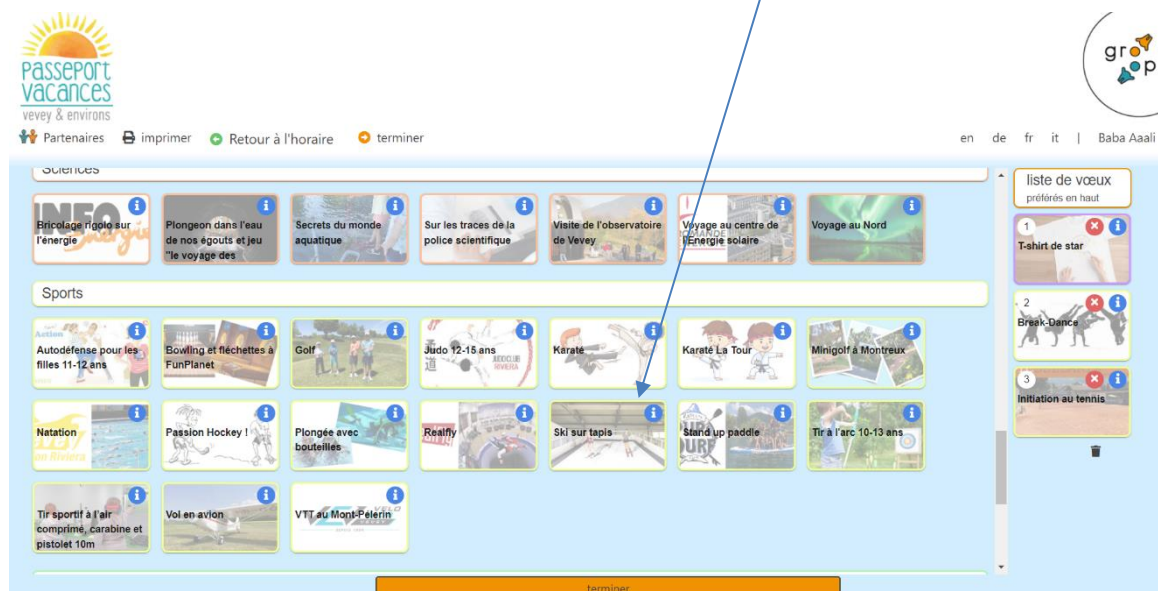 PASSEPORT
VACANCES
vevey & environs
gro
op
Partenaires imprimer Retour à l'horaire terminer
en de fr it | Baba Aaali
Sciences
liste de vœux
préférés en haut
Bricolage rigolo sur
l'énergie
Plongeon dans l'eau
de nos égouts et jeu
"le voyage des
Secrets du monde
aquatique
Sur les traces de la
police scientifique
Visite de l'observatoire
de Vevey
Voyage au centre de
l'Energie solaire
Voyage au Nord
1
T-shirt de star
Sports
2
Break-Dance
Action
Autodéfense pour les
filles 11-12 ans
Bowling et fléchettes à
FunPlanet
Golf
Judo 12-15 ans
JUDOCLUB
RIVIERA
Karaté
Karaté La Tour
Minigolf à Montreux
3
Initiation au tennis
Natation
Passion Hockey !
Plongée avec
bouteilles
Realfly
Ski sur tapis
Stand up paddle
Tir à l'arc 10-13 ans
Tir sportif à l'air
comprimé, carabine et
pistolet 10m
Vol en avion
VTT au Mont-Pèlerin
terminer